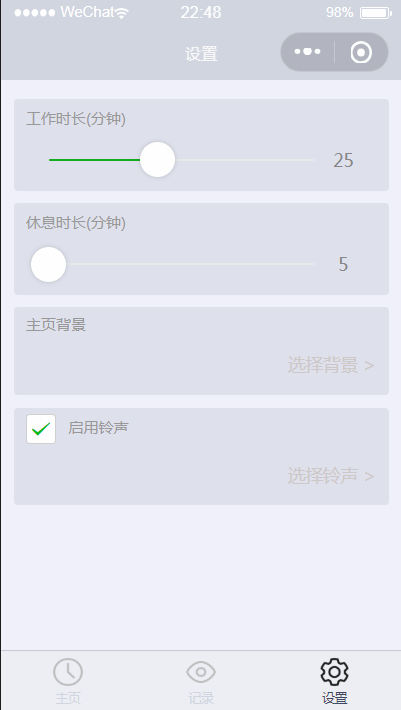 WeChat 22:48 98%
设置
工作时长(分钟)
25
休息时长(分钟)
5
主页背景
选择背景 >
启用铃声
选择铃声 >
主页 记录 设置